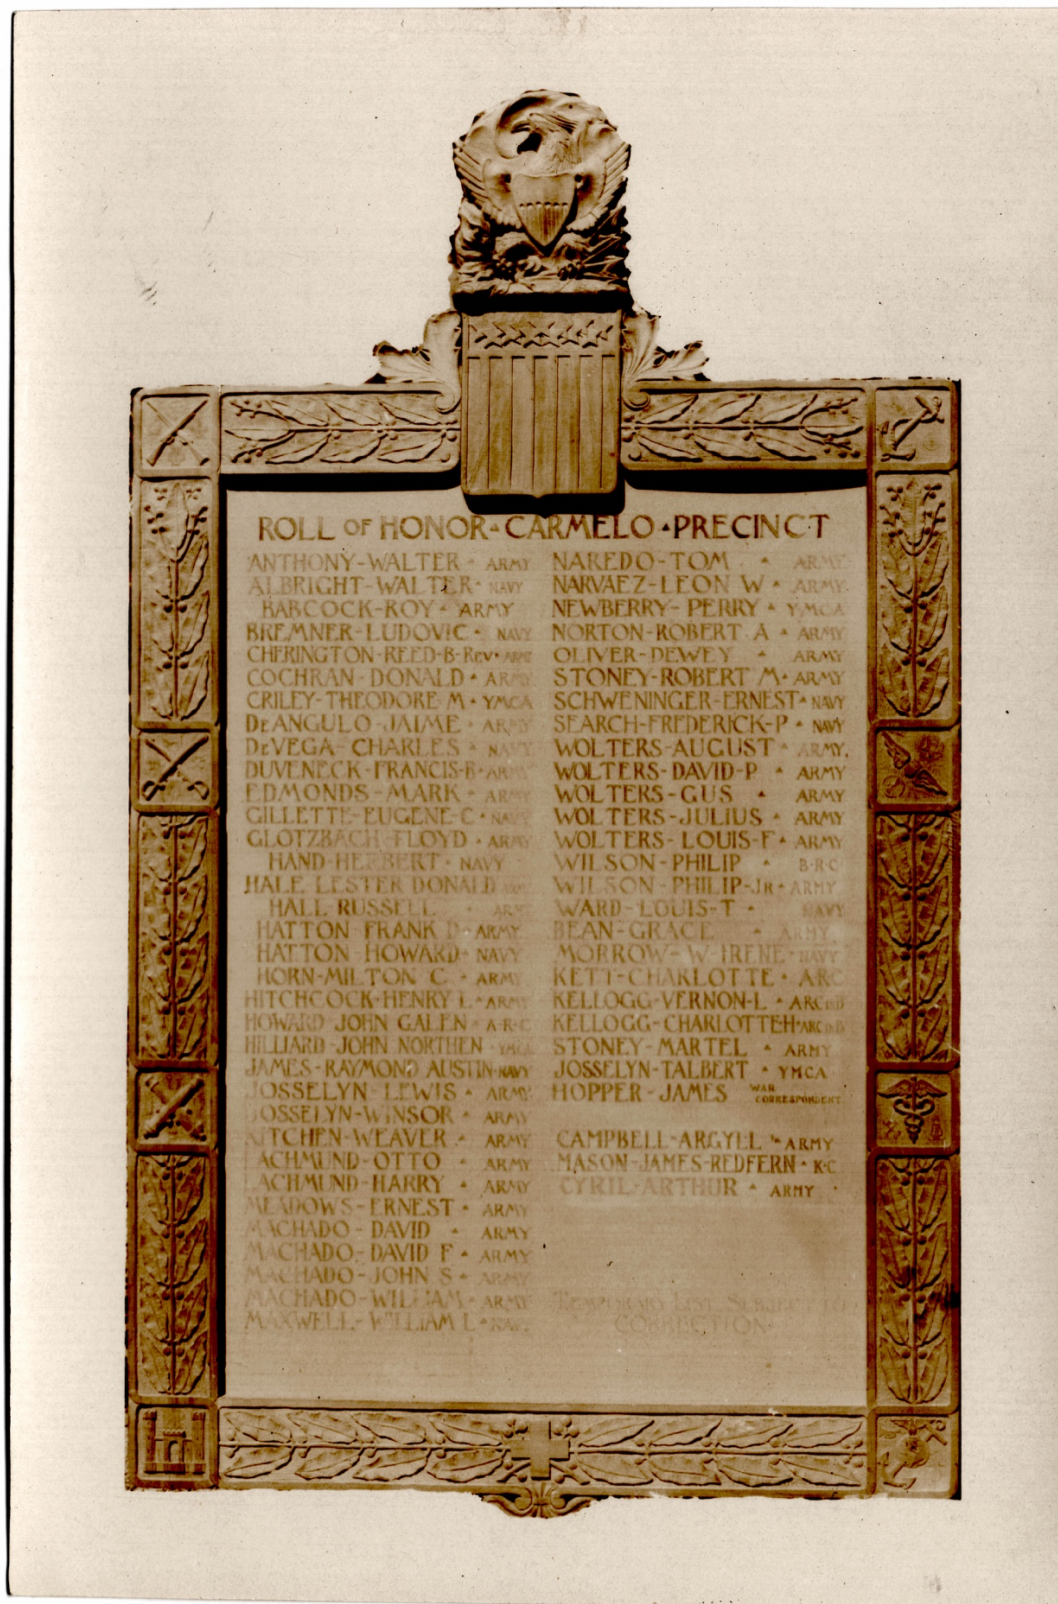 ROLL OF HONOR • CARMELO • PRECINCT
ANTHONY-WALTER • ARMY
ALBRIGHT-WALTER • NAVY
BABCOCK-ROY • ARMY
BREMNER-LUDOVIC • NAVY
CHERINGTON-REED-B-REV • ARMY
COCHRAN-DONALD • ARMY
CRILEY-THEODORE M • YMCA
DEANGULO-JAIME • ARMY
DEVEGA-CHARLES • NAVY
DUVENECK-FRANCIS-B • ARMY
EDMONDS-MARK • ARMY
GILLETTE-EUGENE-C • NAVY
GLOTZBACH-FLOYD • ARMY
HAND-HERBERT • NAVY
HALE LESTER DONALD
HALL RUSSELL • ARMY
HATTON FRANK D • ARMY
HATTON HOWARD • NAVY
HORN-MILTON C • ARMY
HITCHCOCK-HENRY L • ARMY
HOWARD-JOHN GALEN • A-R-C
HILLIARD-JOHN NORTHEN • YMCA
JAMES-RAYMOND AUSTIN • NAVY
JOSSELYN-LEWIS • ARMY
JOSSELYN-WINSOR • ARMY
KITCHEN-WEAVER • ARMY
LACHMUND-OTTO • ARMY
LACHMUND-HARRY • ARMY
MEADOWS-ERNEST • ARMY
MACHADO-DAVID • ARMY
MACHADO-DAVID F • ARMY
MACHADO-JOHN S • ARMY
MACHADO-WILLIAM • ARMY
MAXWELL-WILLIAM L • NAVY
NAREDO-TOM • ARMY
NARVAEZ-LEON W • ARMY
NEWBERRY-PERRY • YMCA
NORTON-ROBERT A • ARMY
OLIVER-DEWEY • ARMY
STONEY-ROBERT M • ARMY
SCHWENINGER-ERNEST • NAVY
SEARCH-FREDERICK-P • NAVY
WOLTERS-AUGUST • ARMY
WOLTERS-DAVID-P • ARMY
WOLTERS-GUS • ARMY
WOLTERS-JULIUS • ARMY
WOLTERS-LOUIS-F • ARMY
WILSON-PHILIP • B-R-C
WILSON-PHILIP-JR • ARMY
WARD-LOUIS-T • NAVY
BEAN-GRACE • ARMY
MORROW-W-IRENE • NAVY
KETT-CHARLOTTE • ARC
KELLOGG-VERNON-L • ARC
KELLOGG-CHARLOTTEH • ARC
STONEY-MARTEL • ARMY
JOSSELYN-TALBERT • YMCA
HOPPER-JAMES WAR CORRESPONDENT
CAMPBELL-ARGYLL • ARMY
MASON-JAMES-REDFERN • K-C
CYRIL-ARTHUR • ARMY
TEMPORARY LIST SUBJECT TO
CORRECTION